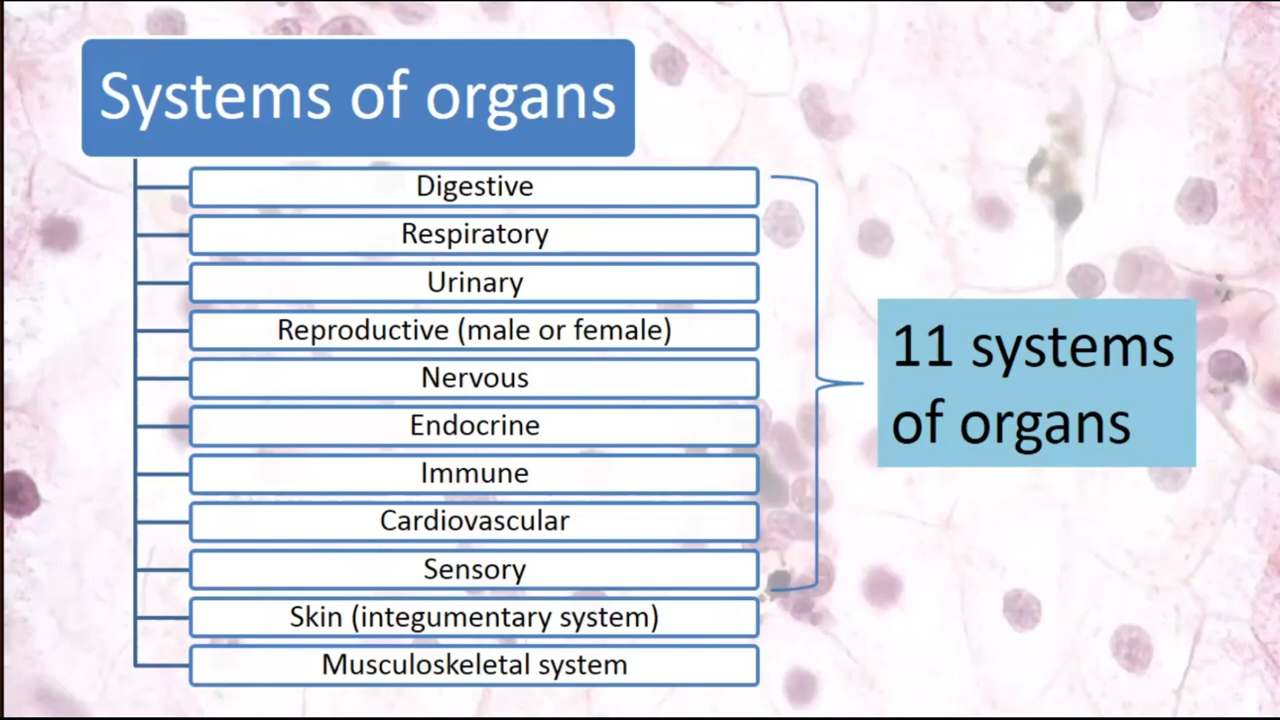 Systems of organs
Digestive
Respiratory
Urinary
Reproductive (male or female)
Nervous
Endocrine
Immune
Cardiovascular
Sensory
Skin (integumentary system)
Musculoskeletal system
11 systems
of organs